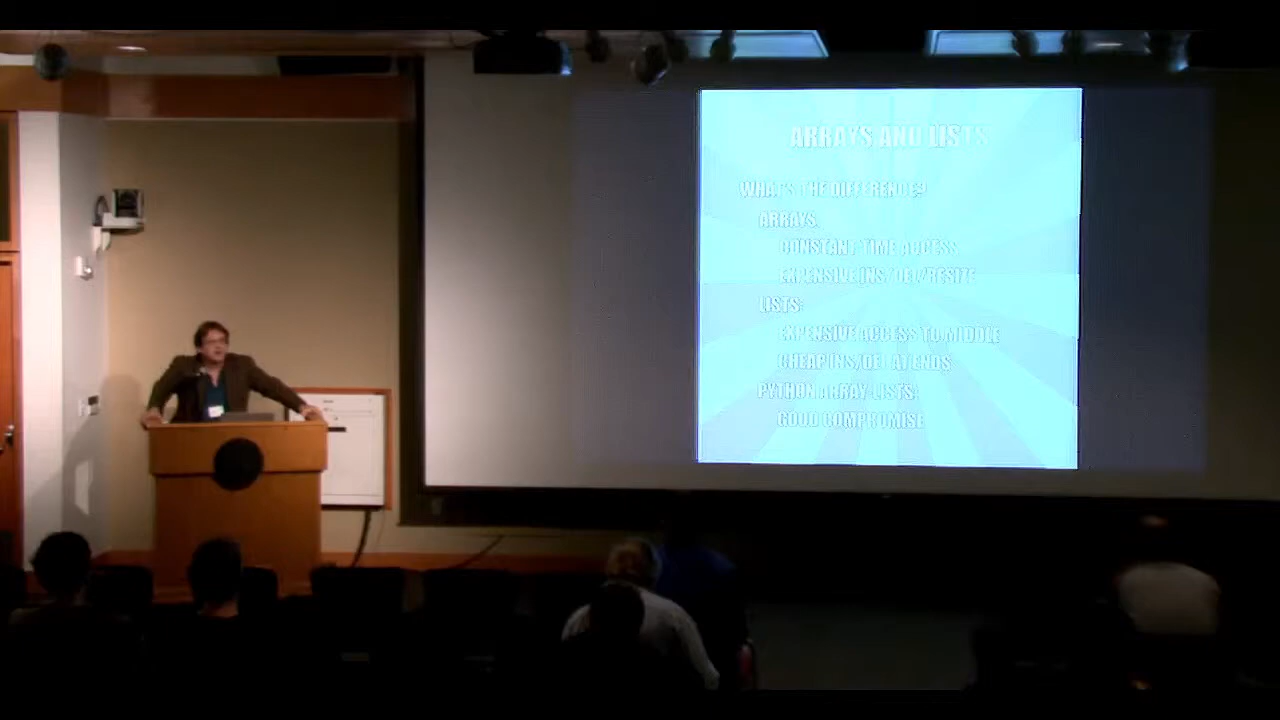 ARRAYS AND LISTS
WHAT'S THE DIFFERENCE?
ARRAYS:
CONSTANT TIME ACCESS
EXPENSIVE INS/DEL/RESIZE
LISTS:
EXPENSIVE ACCESS TO MIDDLE
CHEAP INS/DEL AT ENDS
PYTHON ARRAY LISTS:
GOOD COMPROMISE